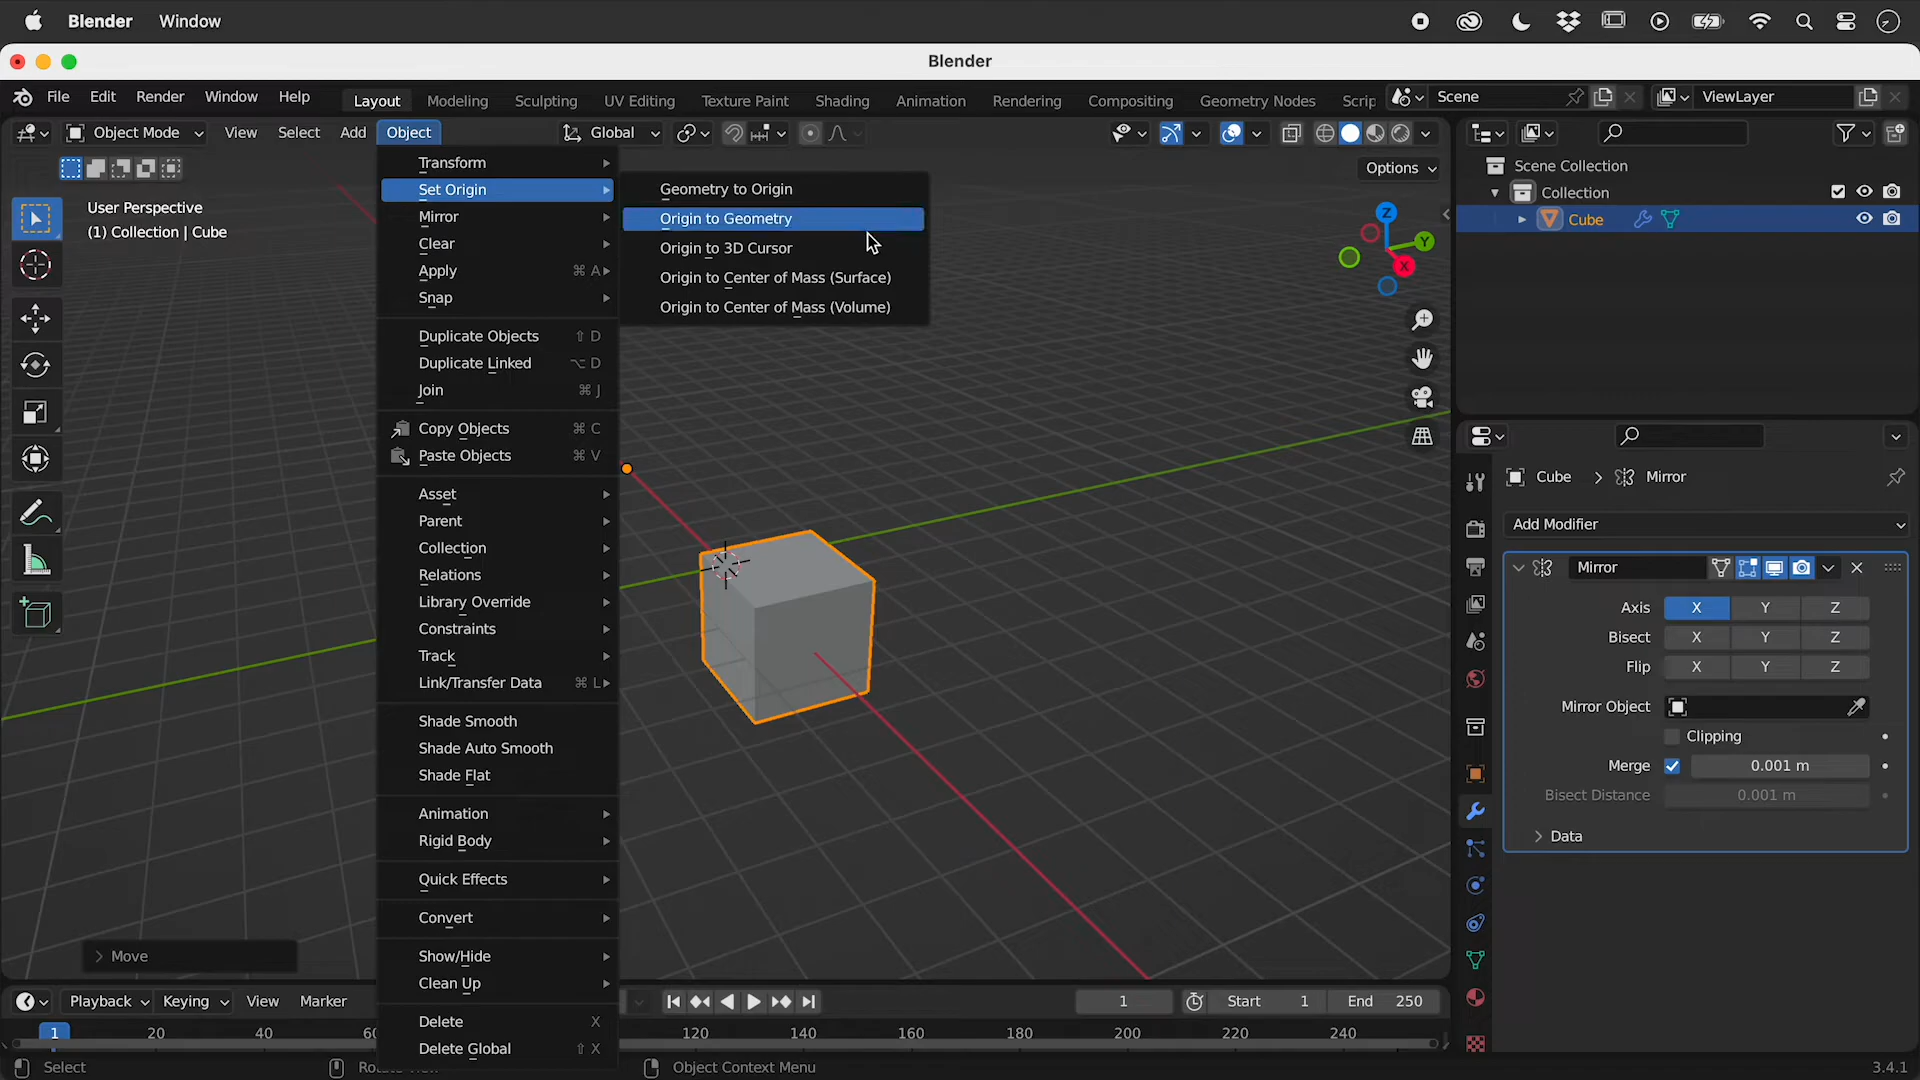 Blender Window
Blender
File Edit Render Window Help Layout Modeling Sculpting UV Editing Texture Paint Shading Animation Rendering Compositing Geometry Nodes Scrip Scene ViewLayer
Object Mode View Select Add Object Global
Options
User Perspective
(1) Collection | Cube
Transform
Set Origin
Mirror
Clear
Apply ⌘ A
Snap
Duplicate Objects ⇧ D
Duplicate Linked ⌥ D
Join ⌘ J
Copy Objects ⌘ C
Paste Objects ⌘ V
Asset
Parent
Collection
Relations
Library Override
Constraints
Track
Link/Transfer Data ⌘ L
Shade Smooth
Shade Auto Smooth
Shade Flat
Animation
Rigid Body
Quick Effects
Convert
Show/Hide
Clean Up
Delete X
Delete Global ⇧ X
Geometry to Origin
Origin to Geometry
Origin to 3D Cursor
Origin to Center of Mass (Surface)
Origin to Center of Mass (Volume)
Z
Y
X
Scene Collection
Collection
Cube
Cube Mirror
Add Modifier
Mirror
Axis X Y Z
Bisect X Y Z
Flip X Y Z
Mirror Object
Clipping
Merge 0.001 m
Bisect Distance 0.001 m
Data
Move
Playback Keying View Marker 1 Start 1 End 250
1 20 40 120 140 160 180 200 220 240
Select Object Context Menu 3.4.1